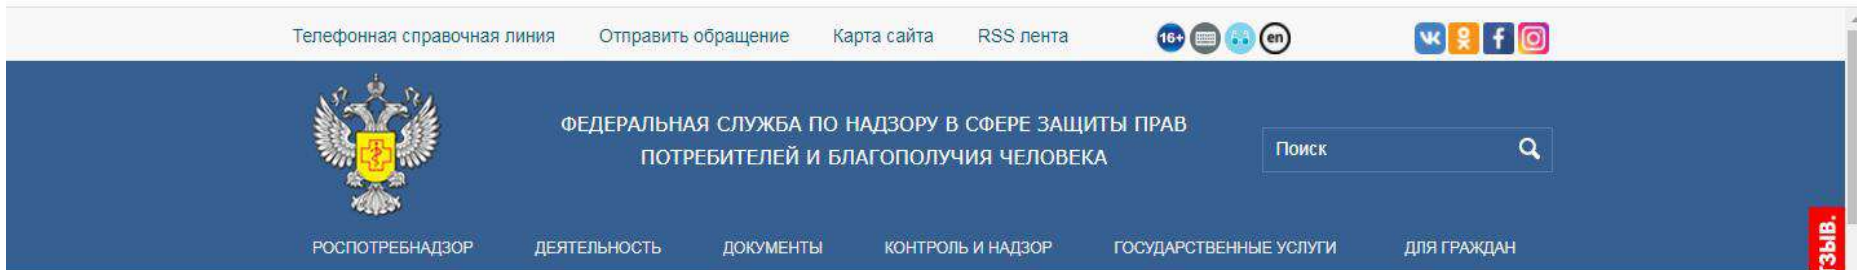 Телефонная справочная линия Отправить обращение Карта сайта RSS лента 16+ en
ФЕДЕРАЛЬНАЯ СЛУЖБА ПО НАДЗОРУ В СФЕРЕ ЗАЩИТЫ ПРАВ
ПОТРЕБИТЕЛЕЙ И БЛАГОПОЛУЧИЯ ЧЕЛОВЕКА
Поиск
РОСПОТРЕБНАДЗОР ДЕЯТЕЛЬНОСТЬ ДОКУМЕНТЫ КОНТРОЛЬ И НАДЗОР ГОСУДАРСТВЕННЫЕ УСЛУГИ ДЛЯ ГРАЖДАН